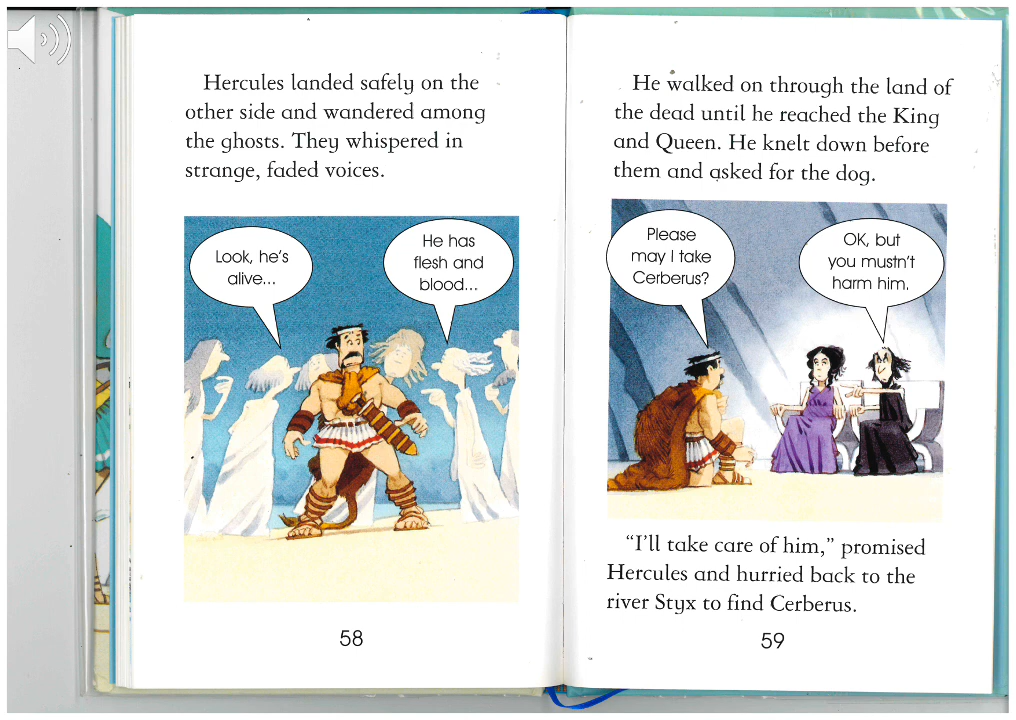 Hercules landed safely on the
other side and wandered among
the ghosts. They whispered in
strange, faded voices.
Look, he's
alive...
He has
flesh and
blood...
58
He walked on through the land of
the dead until he reached the King
and Queen. He knelt down before
them and asked for the dog.
Please
may I take
Cerberus?
OK, but
you mustn't
harm him.
“I'll take care of him,” promised
Hercules and hurried back to the
river Styx to find Cerberus.
59